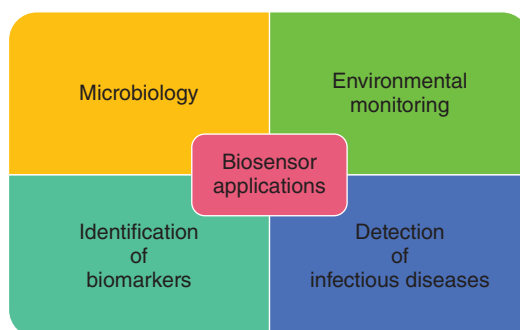 Microbiology
Environmental
monitoring
Biosensor
applications
Identification
of
biomarkers
Detection
of
infectious diseases